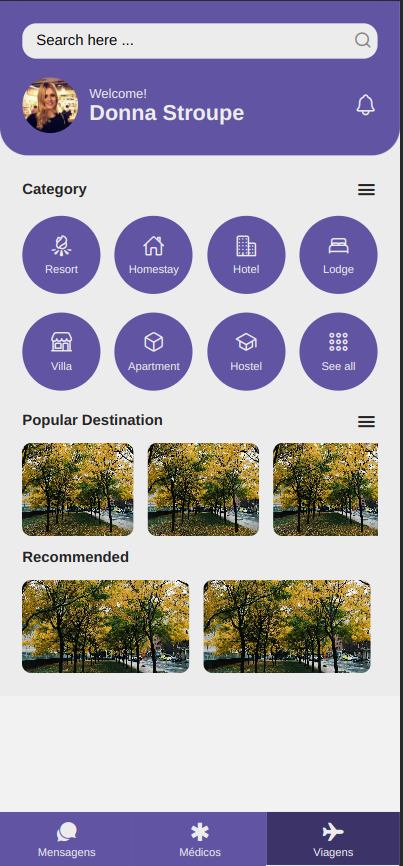 Search here ...
Welcome!
Donna Stroupe
Category
Resort
Homestay
Hotel
Lodge
Villa
Apartment
Hostel
See all
Popular Destination
Recommended
Mensagens
Médicos
Viagens